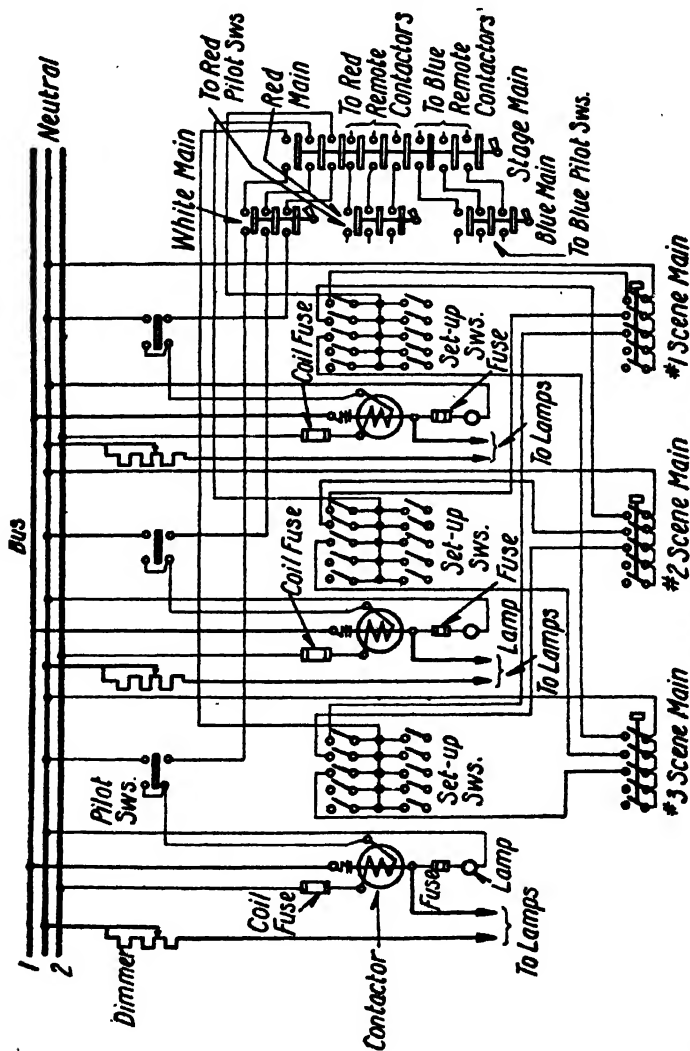 Bus
1
2
Neutral
Dimmer
Pilot
Sws.
Coil
Fuse
Contactor
Fuse
Lamp
To Lamps
Set-up
Sws.
#3 Scene Main
Coil Fuse
Fuse
Lamp
To Lamps
Set-up
Sws.
#2 Scene Main
Coil Fuse
Fuse
To Lamps
Set-up
Sws.
#1 Scene Main
White Main
To Red
Pilot Sws
Red
Main
To Red
Remote
Contactors
To Blue
Remote
Contactors
Stage Main
Blue Main
To Blue Pilot Sws.